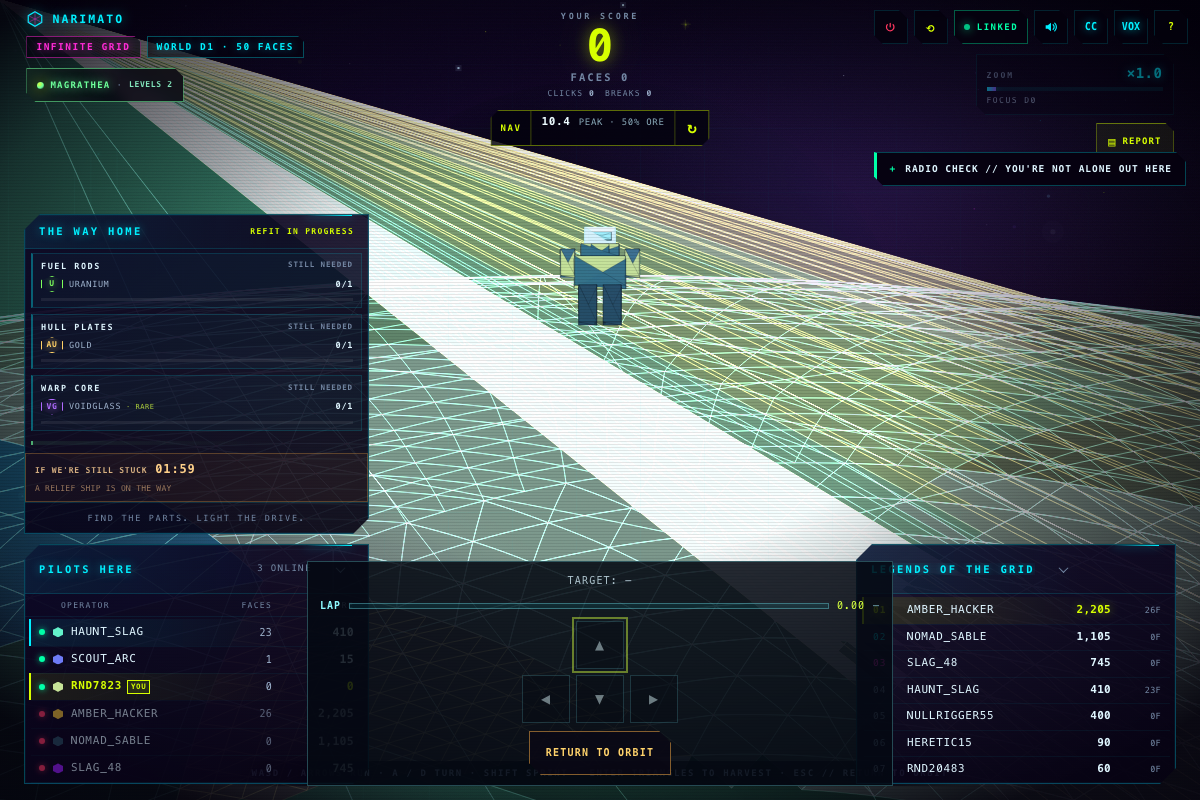 NARIMATO
INFINITE GRID
WORLD D1 · 50 FACES
MAGRATHEA · LEVELS 2
YOUR SCORE
0
FACES 0
CLICKS 0 BREAKS 0
NAV
10.4 PEAK · 50% ORE
↻
LINKED
CC
VOX
?
ZOOM ×1.0
FOCUS D0
REPORT
+ RADIO CHECK // YOU'RE NOT ALONE OUT HERE
THE WAY HOME
REFIT IN PROGRESS
FUEL RODS STILL NEEDED
U URANIUM 0/1
HULL PLATES STILL NEEDED
AU GOLD 0/1
WARP CORE STILL NEEDED
VG VOIDGLASS · RARE 0/1
IF WE'RE STILL STUCK 01:59
A RELIEF SHIP IS ON THE WAY
FIND THE PARTS. LIGHT THE DRIVE.
PILOTS HERE
OPERATOR FACES
HAUNT_SLAG 23 410
SCOUT_ARC 1 15
RND7823 YOU 0 0
AMBER_HACKER 26 2,205
NOMAD_SABLE 0 1,105
SLAG_48 0 745
TARGET: —
LAP 0.00 —
▲
◀ ▼ ▶
RETURN TO ORBIT
LEGENDS OF THE GRID
AMBER_HACKER 2,205 26F
NOMAD_SABLE 1,105 0F
SLAG_48 745 0F
HAUNT_SLAG 410 23F
NULLRIGGER55 400 0F
HERETIC15 90 0F
RND20483 60 0F